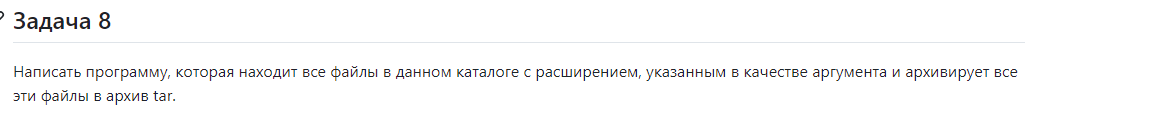 Задача 8
Написать программу, которая находит все файлы в данном каталоге с расширением, указанным в качестве аргумента и архивирует все
эти файлы в архив tar.